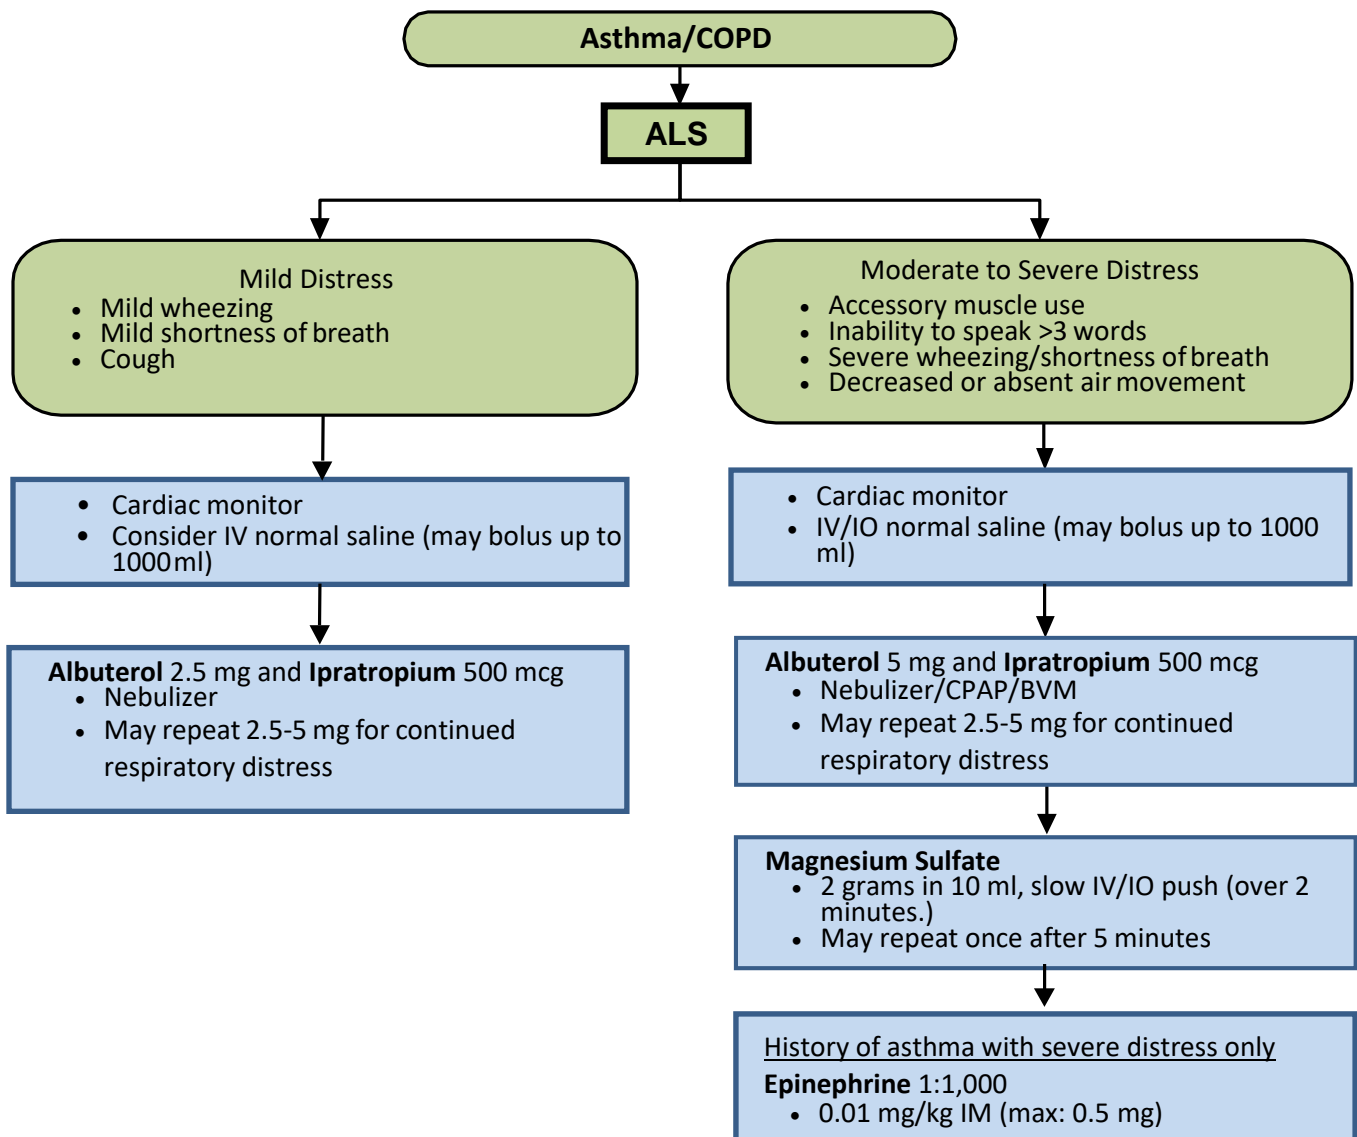 Asthma/COPD
ALS
Mild Distress
• Mild wheezing
• Mild shortness of breath
• Cough
Moderate to Severe Distress
• Accessory muscle use
• Inability to speak >3 words
• Severe wheezing/shortness of breath
• Decreased or absent air movement
• Cardiac monitor
• Consider IV normal saline (may bolus up to
1000 ml)
• Cardiac monitor
• IV/IO normal saline (may bolus up to 1000
ml)
Albuterol 2.5 mg and Ipratropium 500 mcg
• Nebulizer
• May repeat 2.5-5 mg for continued
respiratory distress
Albuterol 5 mg and Ipratropium 500 mcg
• Nebulizer/CPAP/BVM
• May repeat 2.5-5 mg for continued
respiratory distress
Magnesium Sulfate
• 2 grams in 10 ml, slow IV/IO push (over 2
minutes.)
• May repeat once after 5 minutes
History of asthma with severe distress only
Epinephrine 1:1,000
• 0.01 mg/kg IM (max: 0.5 mg)